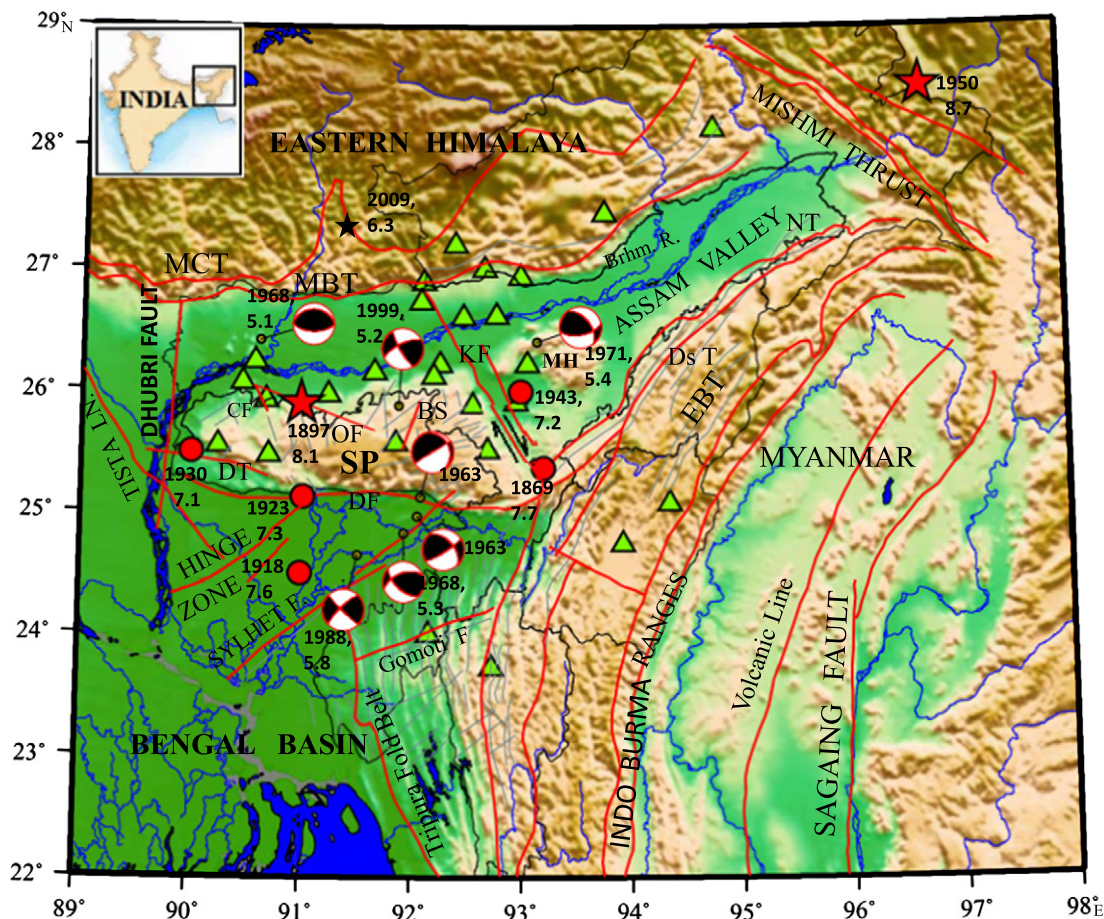 29°N
INDIA
1950
8.7
MISHMI THRUST
28°
EASTERN HIMALAYA
2009,
6.3
NT
27°
MCT
MBT
Brhm. R.
ASSAM VALLEY
DHUBRI FAULT
1968,
5.1
1999,
5.2
KF
MH
1971,
5.4
Ds T
EBT
26°
CF
BS
1943,
7.2
1897
8.1
OF
SP
1963
MYANMAR
TISTA LN.
1930
7.1
DT
DF
1869
7.7
25°
1923
7.3
HINGE
ZONE
1918
7.6
1963
1968,
5.3
SYLHET F.
1988,
5.8
Gomoti F
24°
INDO BURMA RANGES
Volcanic Line
SAGAING FAULT
BENGAL BASIN
23°
Tripura Fold Belt
22°
89°
90°
91°
92°
93°
94°
95°
96°
97°
98°E